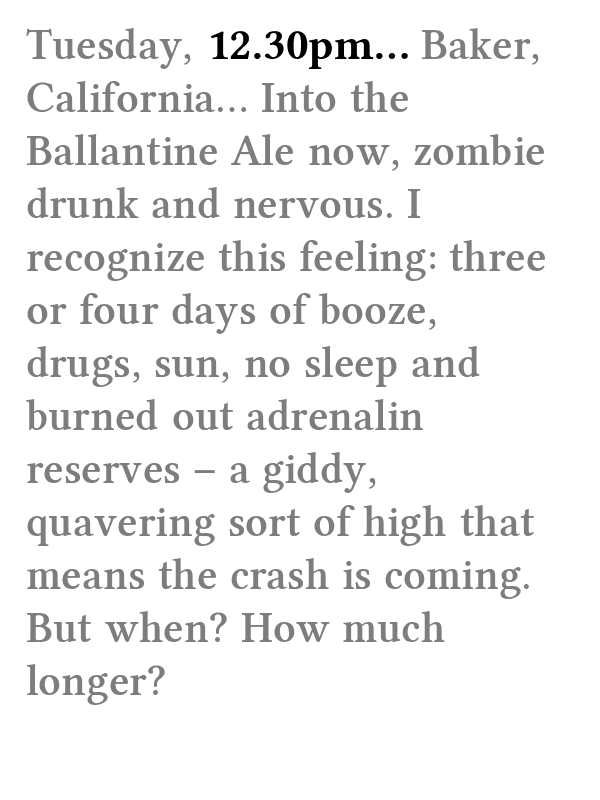 Tuesday, 12.30pm... Baker,
California... Into the
Ballantine Ale now, zombie
drunk and nervous. I
recognize this feeling: three
or four days of booze,
drugs, sun, no sleep and
burned out adrenalin
reserves – a giddy,
quavering sort of high that
means the crash is coming.
But when? How much
longer?